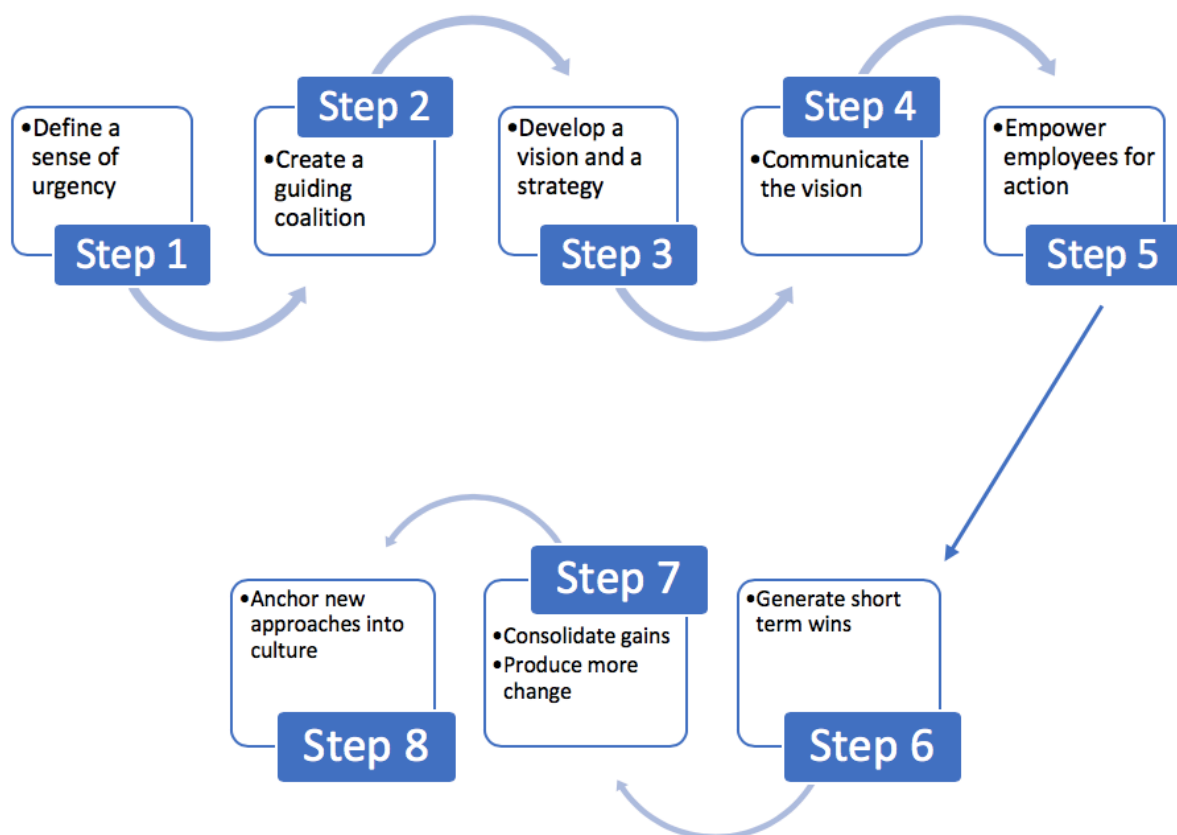 •Define a
sense of
urgency
Step 1
Step 2
•Create a
guiding
coalition
•Develop a
vision and a
strategy
Step 3
Step 4
•Communicate
the vision
•Empower
employees for
action
Step 5
•Generate short
term wins
Step 6
Step 7
•Consolidate gains
•Produce more
change
•Anchor new
approaches into
culture
Step 8